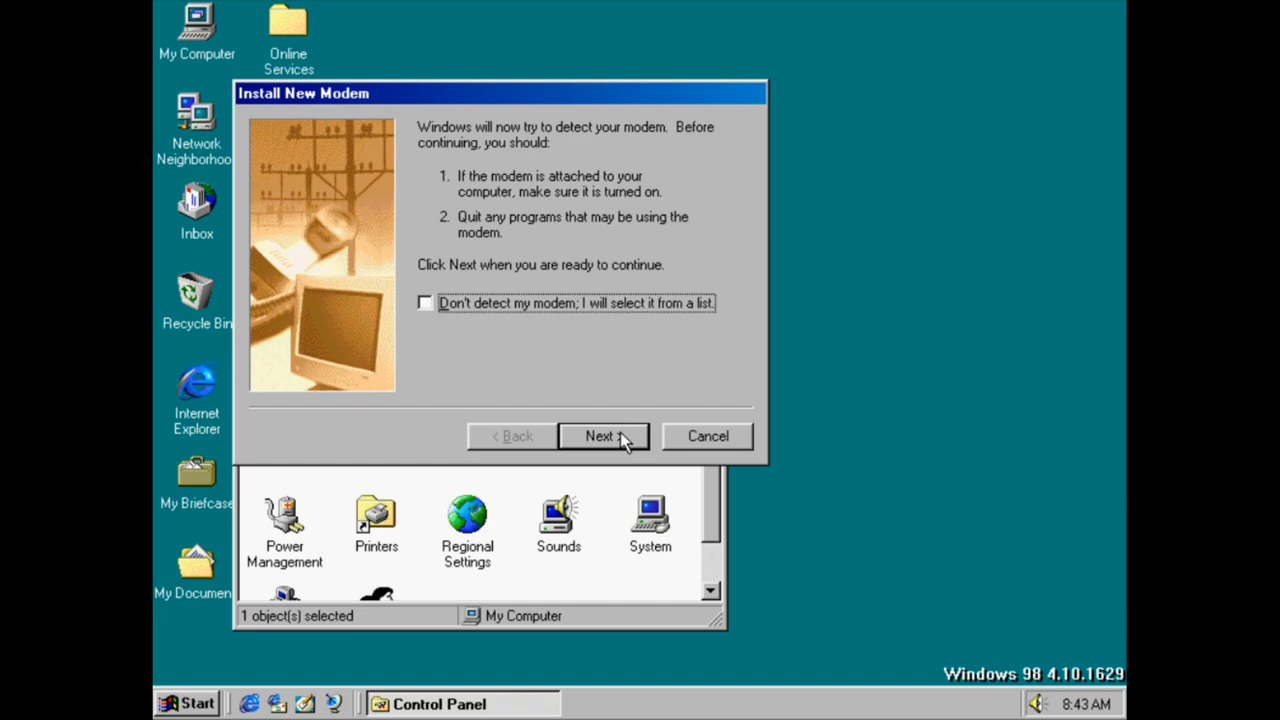 My Computer
Online
Services
Network
Neighborhoo
Inbox
Recycle Bin
Internet
Explorer
My Briefcase
My Documen
Install New Modem
Windows will now try to detect your modem. Before
continuing, you should:
1. If the modem is attached to your
computer, make sure it is turned on.
2. Quit any programs that may be using the
modem.
Click Next when you are ready to continue.
Don't detect my modem; I will select it from a list.
< Back
Next >
Cancel
Power
Management
Printers
Regional
Settings
Sounds
System
1 object(s) selected
My Computer
Windows 98 4.10.1629
Start
Control Panel
8:43 AM